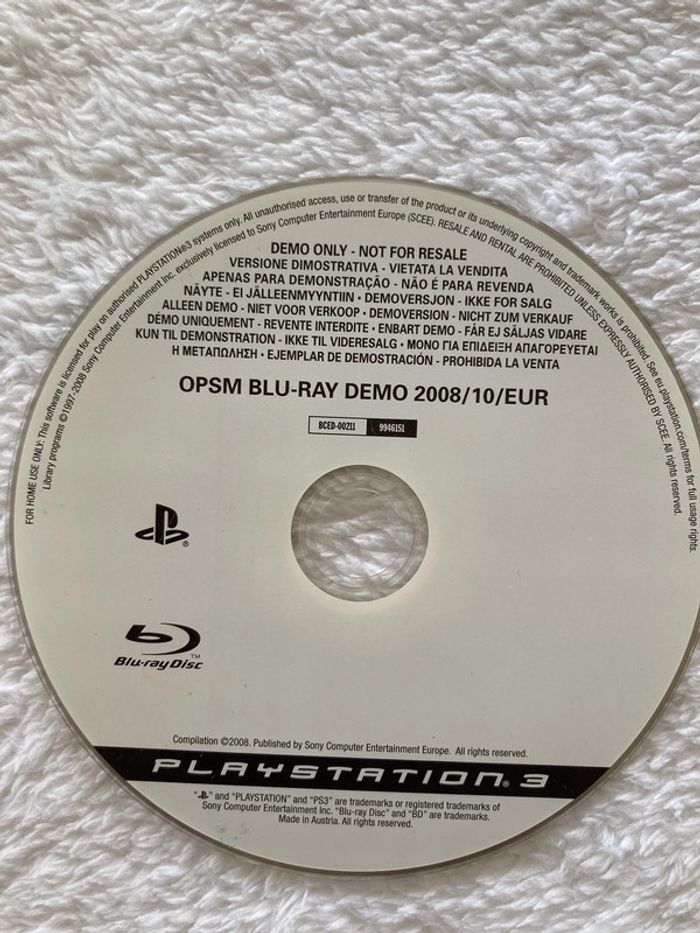 FOR HOME USE ONLY: This software is licensed for play on authorised PLAYSTATION®3 systems only. All unauthorised access, use or transfer of the product or its underlying copyright and trademark works is prohibited. See eu.playstation.com/terms for full usage rights.
Library programs ©1997-2008 Sony Computer Entertainment Inc. exclusively licensed to Sony Computer Entertainment Europe (SCEE). RESALE AND RENTAL ARE PROHIBITED UNLESS EXPRESSLY AUTHORISED BY SCEE. All rights reserved.
DEMO ONLY - NOT FOR RESALE
VERSIONE DIMOSTRATIVA - VIETATA LA VENDITA
APENAS PARA DEMONSTRAÇÃO - NÃO É PARA REVENDA
NÄYTE - EI JÄLLEENMYYNTIIN • DEMOVERSJON - IKKE FOR SALG
ALLEEN DEMO - NIET VOOR VERKOOP • DEMOVERSION - NICHT ZUM VERKAUF
DÉMO UNIQUEMENT - REVENTE INTERDITE • ENBART DEMO - FÅR EJ SÄLJAS VIDARE
KUN TIL DEMONSTRATION - IKKE TIL VIDERESALG • ΜΟΝΟ ΓΙΑ ΕΠΙΔΕΙΞΗ ΑΠΑΓΟΡΕΥΕΤΑΙ
Η ΜΕΤΑΠΩΛΗΣΗ • EJEMPLAR DE DEMOSTRACIÓN - PROHIBIDA LA VENTA
OPSM BLU-RAY DEMO 2008/10/EUR
BCED-00211 9946151
Blu-ray Disc™
Compilation ©2008. Published by Sony Computer Entertainment Europe. All rights reserved.
PLAYSTATION®3
"PS" and "PLAYSTATION" and "PS3" are trademarks or registered trademarks of
Sony Computer Entertainment Inc. "Blu-ray Disc" and "BD" are trademarks.
Made in Austria. All rights reserved.